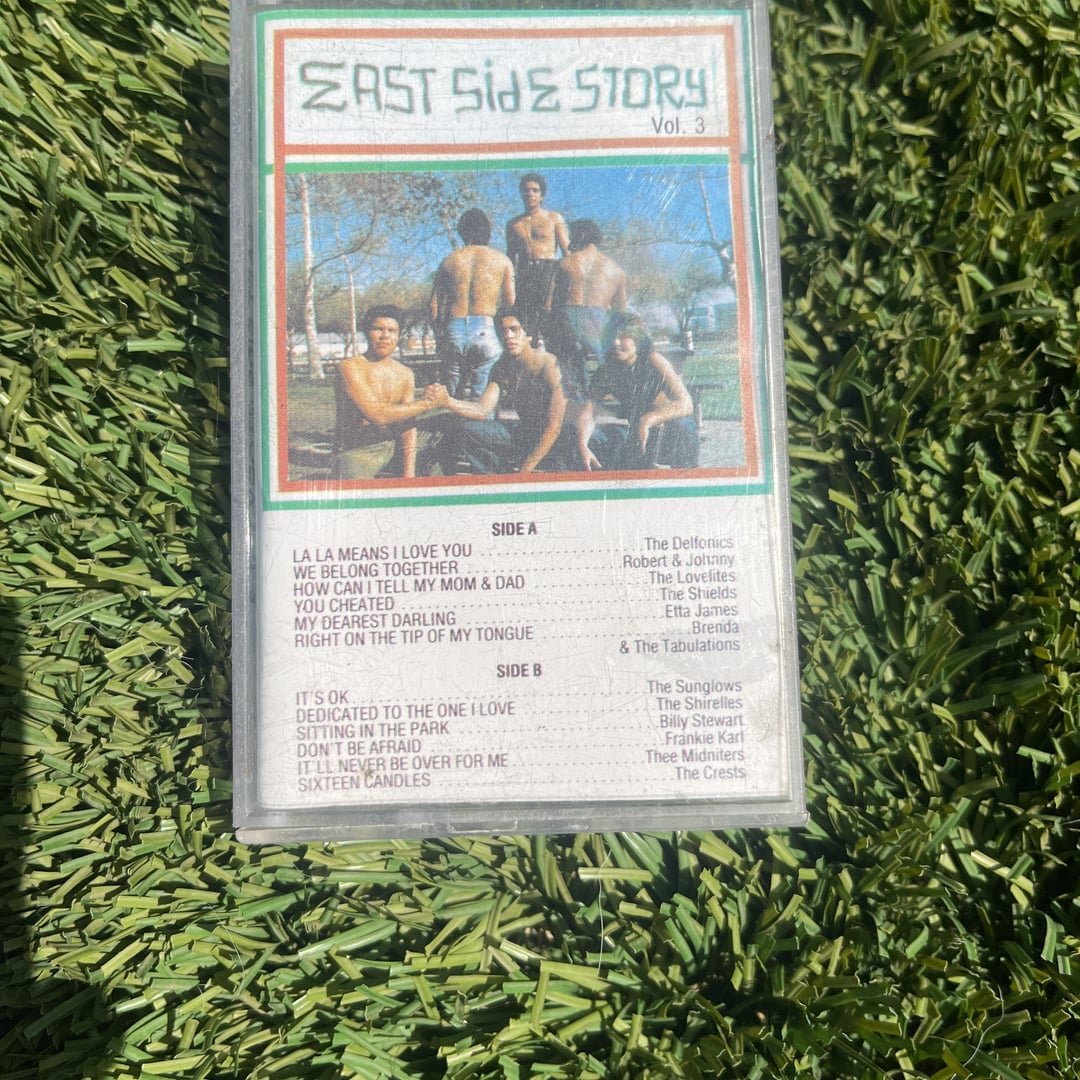 EAST SidE STORY
Vol. 3
SIDE A
LA LA MEANS I LOVE YOU ........................ The Delfonics
WE BELONG TOGETHER ........................ Robert & Johnny
HOW CAN I TELL MY MOM & DAD ........................ The Lovelites
YOU CHEATED ........................ The Shields
MY DEAREST DARLING ........................ Etta James
RIGHT ON THE TIP OF MY TONGUE ........................ Brenda
& The Tabulations
SIDE B
IT'S OK ........................ The Sunglows
DEDICATED TO THE ONE I LOVE ........................ The Shirelles
SITTING IN THE PARK ........................ Billy Stewart
DON'T BE AFRAID ........................ Frankie Karl
IT'LL NEVER BE OVER FOR ME ........................ Thee Midniters
SIXTEEN CANDLES ........................ The Crests